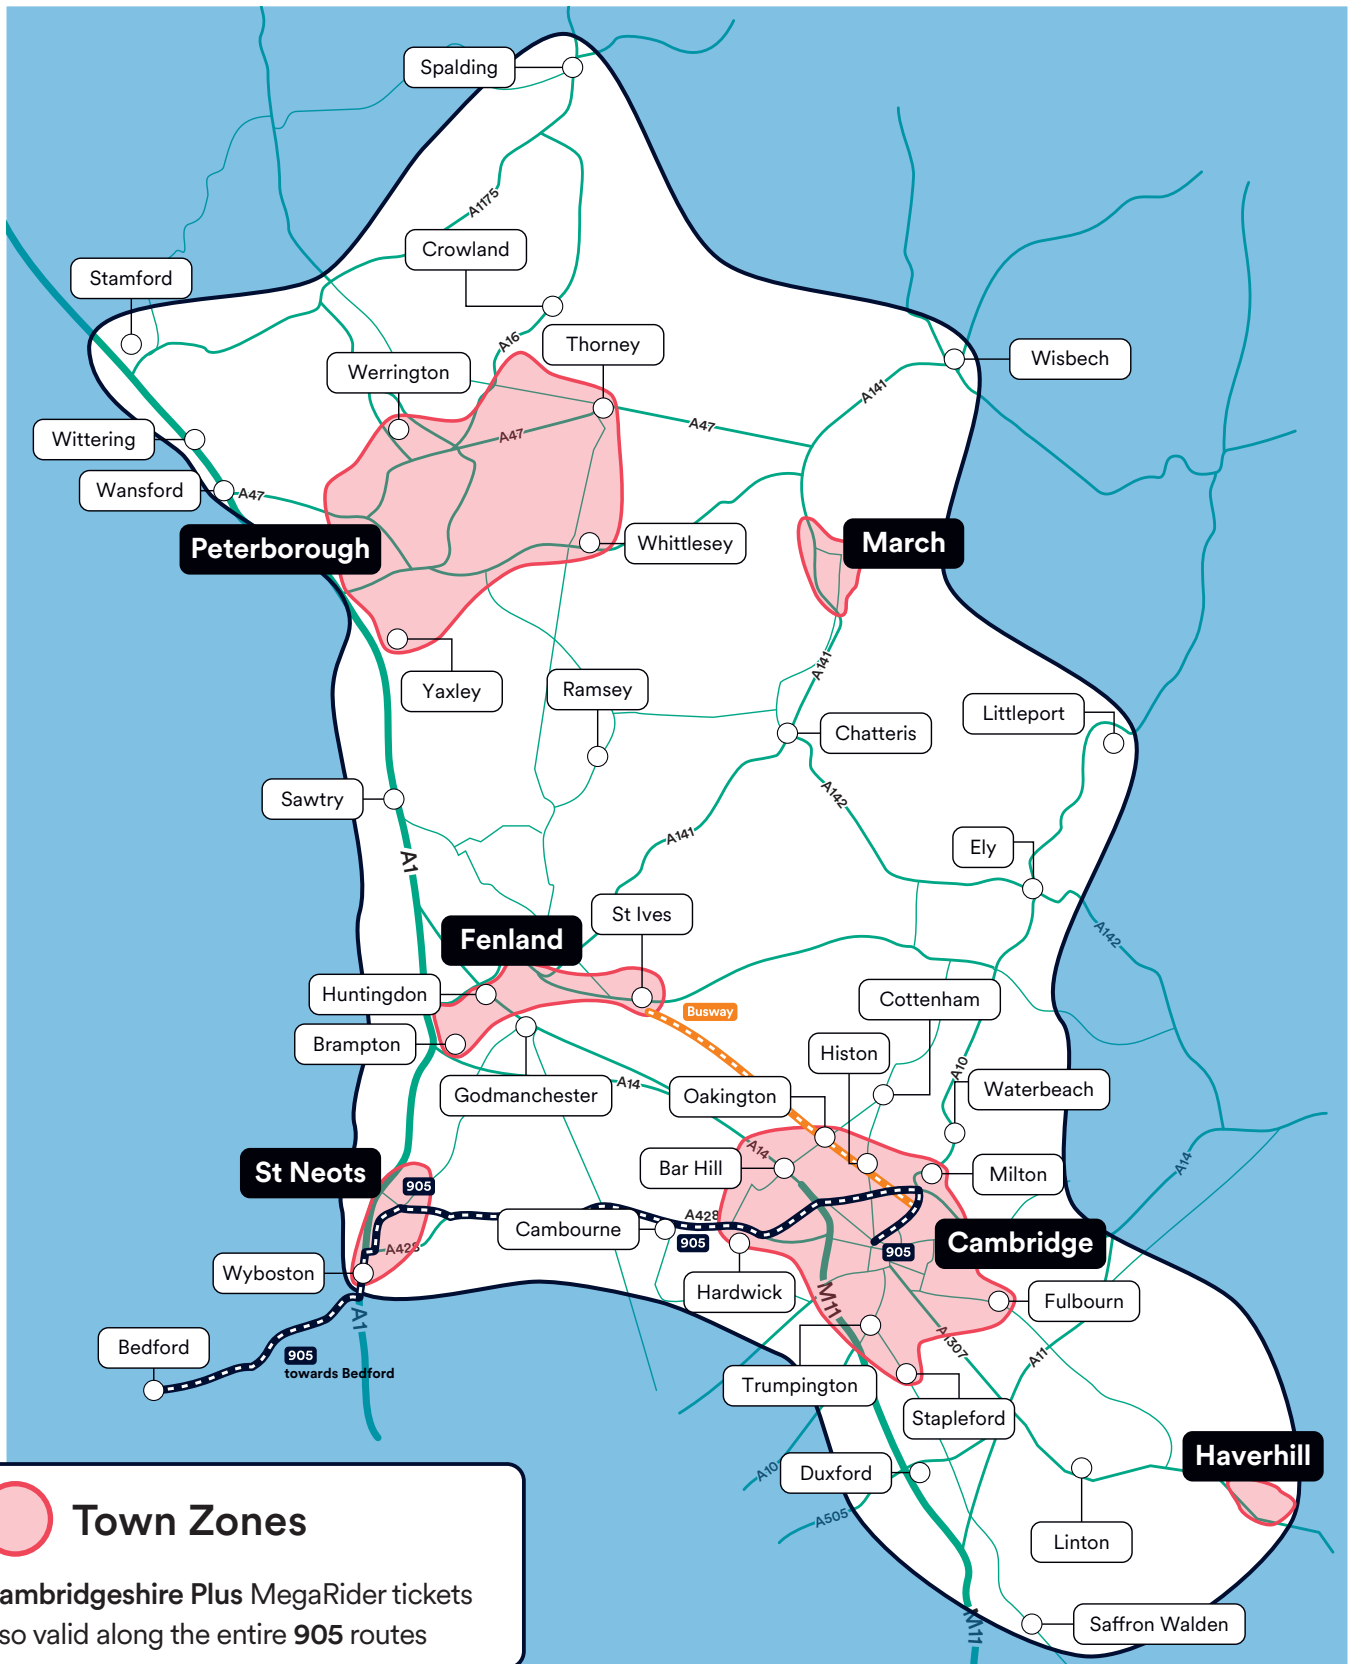 Spalding
A1175
Crowland
Stamford
A16
Thorney
Werrington
Wisbech
A141
A47
A47
Wittering
Wansford
A47
Peterborough
Whittlesey
March
A141
Yaxley
Ramsey
Littleport
Chatteris
Sawtry
A142
A141
Ely
A1
St Ives
Fenland
A142
Huntingdon
Cottenham
Busway
Brampton
Histon
A10
Godmanchester
A14
Oakington
Waterbeach
A14
Bar Hill
Milton
A14
St Neots
905
A428
Cambourne
905
A428
905
Cambridge
Wyboston
Hardwick
M11
Fulbourn
A1
Bedford
905
towards Bedford
A1307
A11
Trumpington
Stapleford
A10
Duxford
Haverhill
A505
Linton
M11
Saffron Walden
Town Zones
ambridgeshire Plus MegaRider tickets
so valid along the entire 905 routes